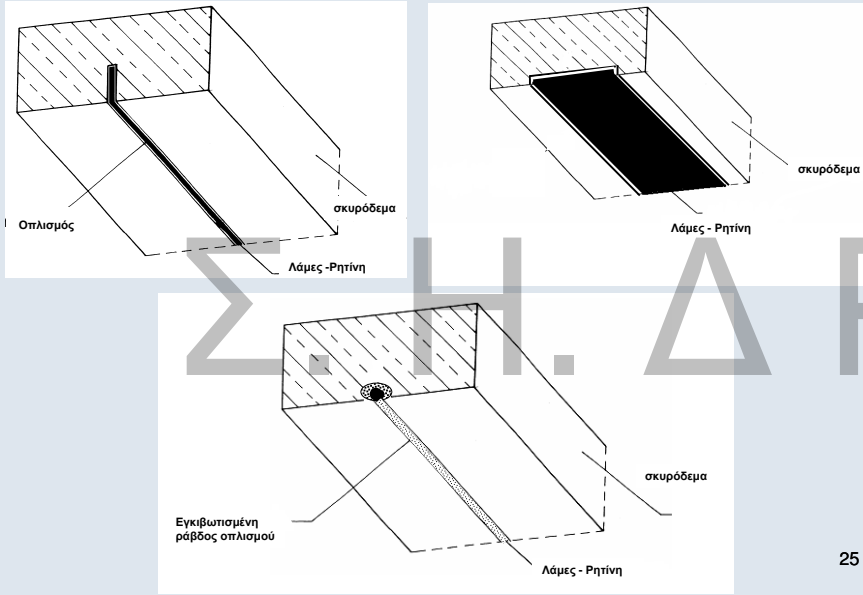 Οπλισμός
σκυρόδεμα
Λάμες -Ρητίνη
σκυρόδεμα
Λάμες - Ρητίνη
Σ. Η. Δ
σκυρόδεμα
Εγκιβωτισμένη
ράβδος οπλισμού
Λάμες - Ρητίνη
25